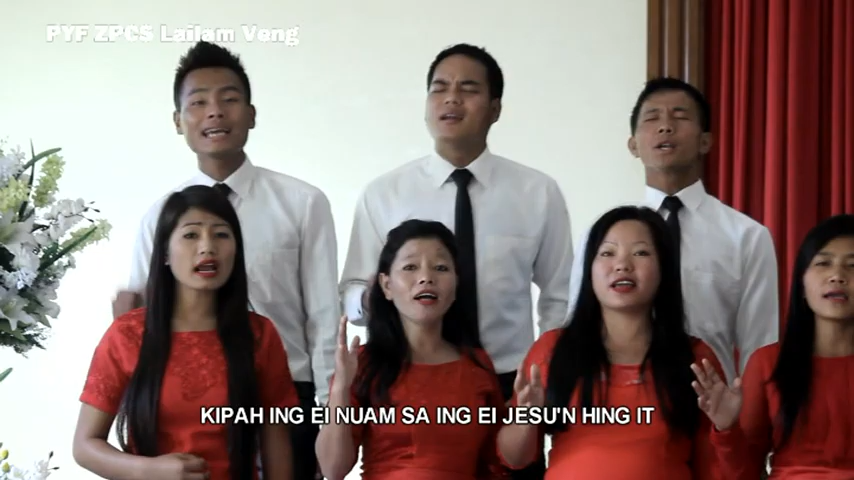 PYF ZPCS Lailam Veng
KIPAH ING EI NUAM SA ING EI JESU'N HING IT